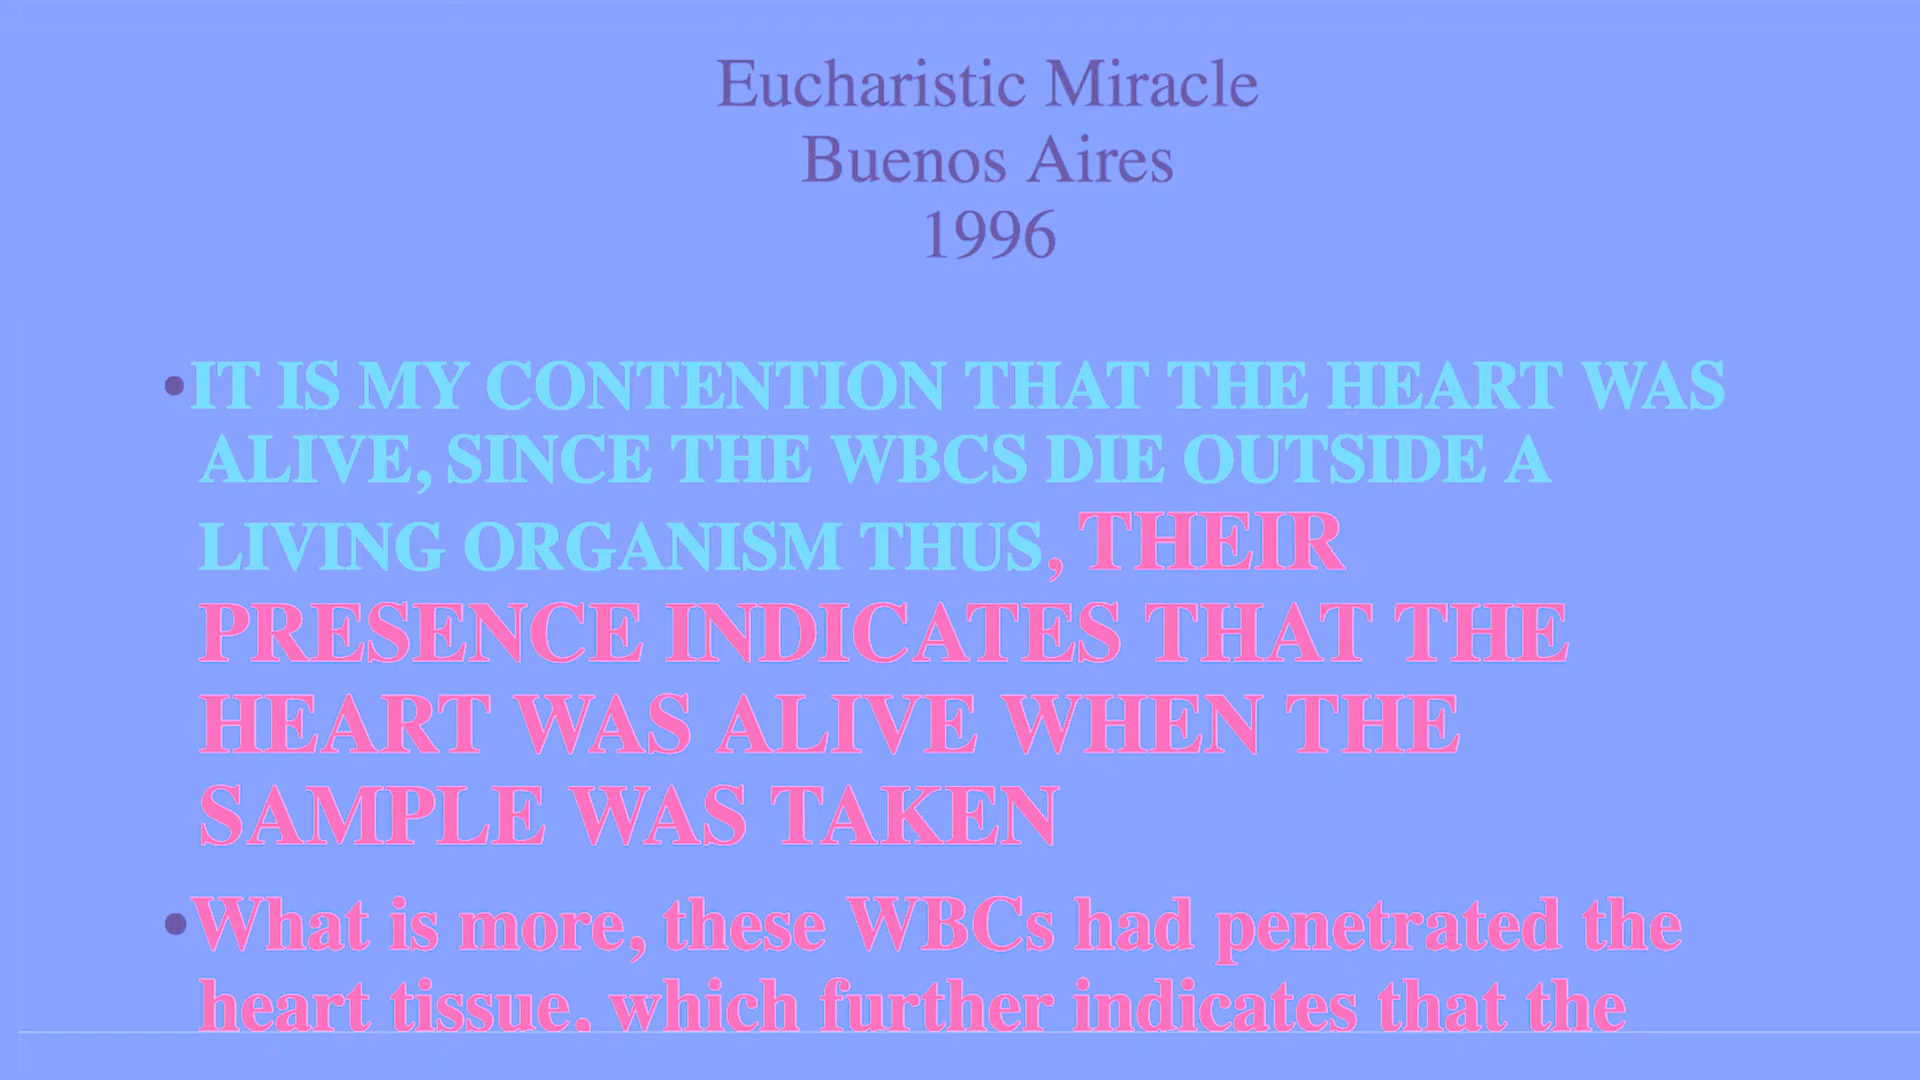 Eucharistic Miracle
Buenos Aires
1996
•IT IS MY CONTENTION THAT THE HEART WAS
ALIVE, SINCE THE WBCS DIE OUTSIDE A
LIVING ORGANISM THUS, THEIR
PRESENCE INDICATES THAT THE
HEART WAS ALIVE WHEN THE
SAMPLE WAS TAKEN
•What is more, these WBCs had penetrated the
heart tissue, which further indicates that the